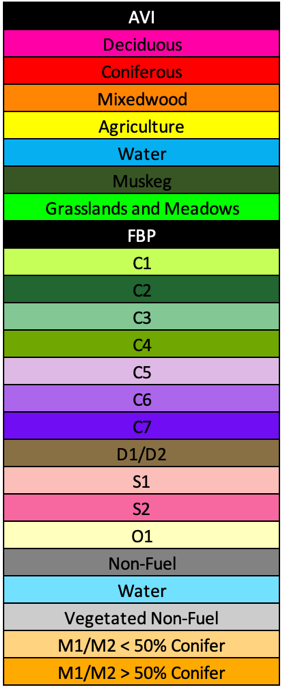 AVI
Deciduous
Coniferous
Mixedwood
Agriculture
Water
Muskeg
Grasslands and Meadows
FBP
C1
C2
C3
C4
C5
C6
C7
D1/D2
S1
S2
O1
Non-Fuel
Water
Vegetated Non-Fuel
M1/M2 < 50% Conifer
M1/M2 > 50% Conifer